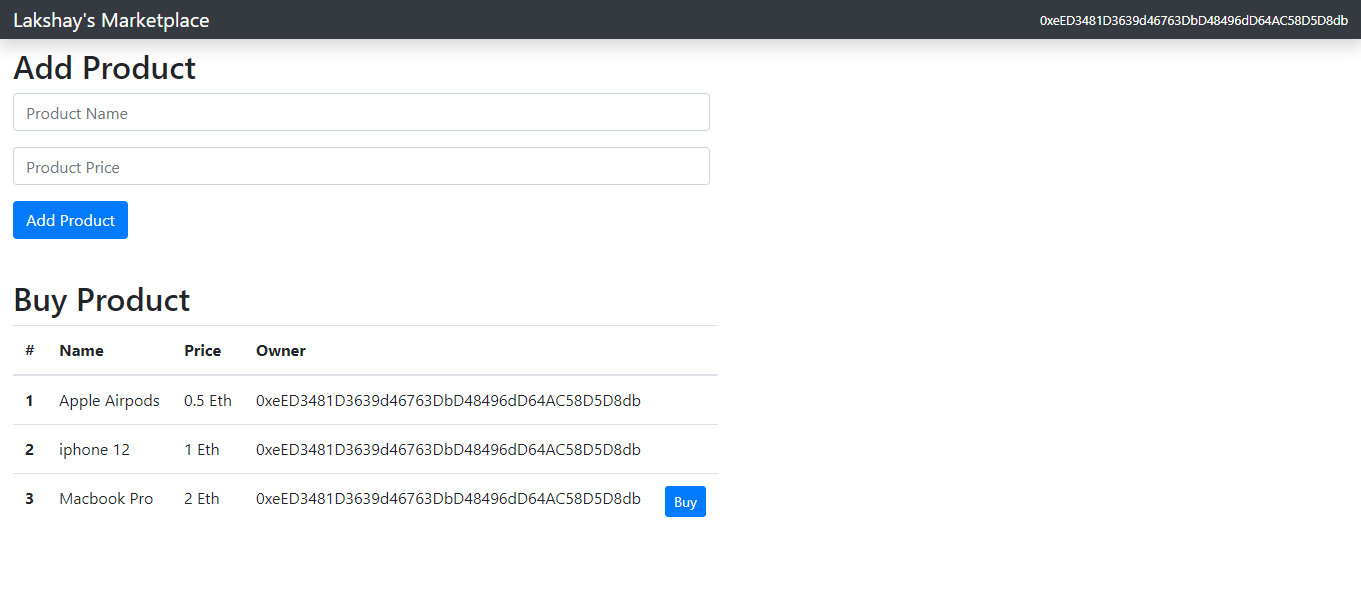 Lakshay's Marketplace 0xeED3481D3639d46763DbD48496dD64AC58D5D8db
Add Product
Product Name
Product Price
Add Product
Buy Product
# Name Price Owner
1 Apple Airpods 0.5 Eth 0xeED3481D3639d46763DbD48496dD64AC58D5D8db
2 iphone 12 1 Eth 0xeED3481D3639d46763DbD48496dD64AC58D5D8db
3 Macbook Pro 2 Eth 0xeED3481D3639d46763DbD48496dD64AC58D5D8db Buy